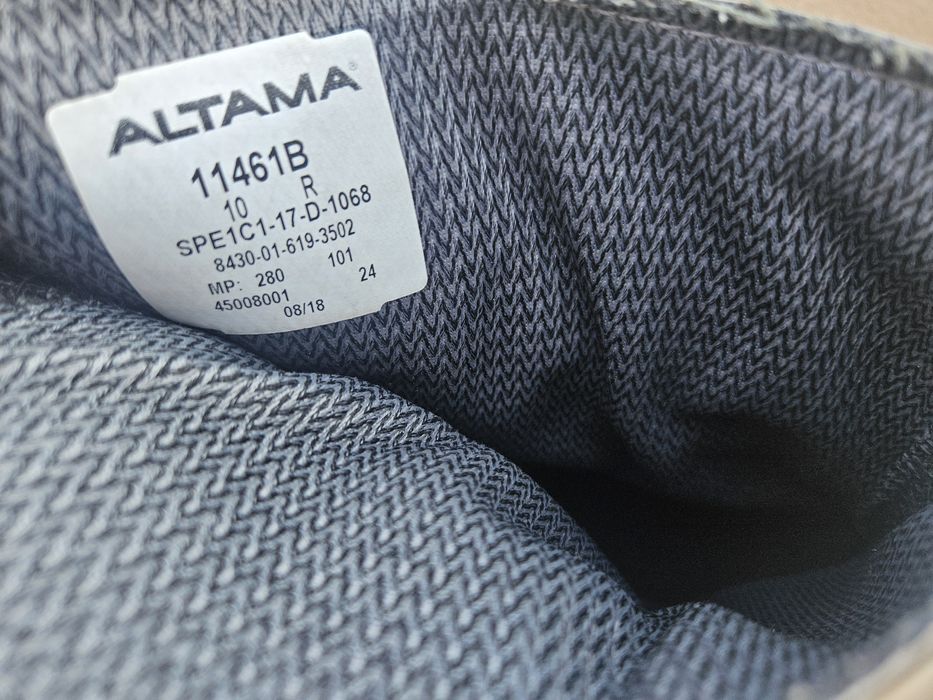 ALTAMA®
11461B
10 R
SPE1C1-17-D-1068
8430-01-619-3502
MP: 280 101
45008001 24
08/18